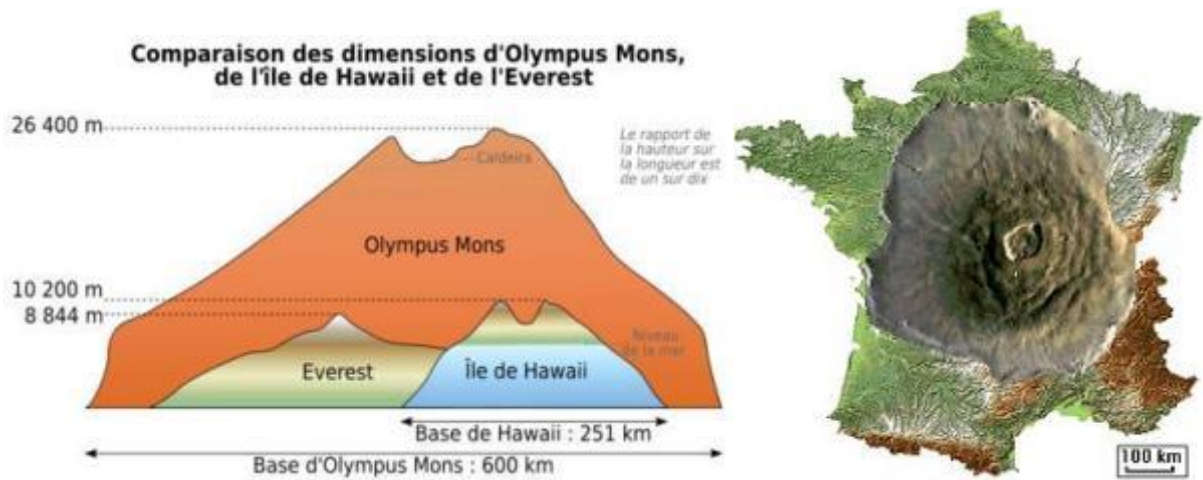 Comparaison des dimensions d'Olympus Mons,
de l'île de Hawaii et de l'Everest
26 400 m
Le rapport de
la hauteur sur
la longueur est
de un sur dix
Caldeira
Olympus Mons
10 200 m
8 844 m
Niveau
de la mer
Everest
Île de Hawaii
Base de Hawaii : 251 km
Base d'Olympus Mons : 600 km
100 km